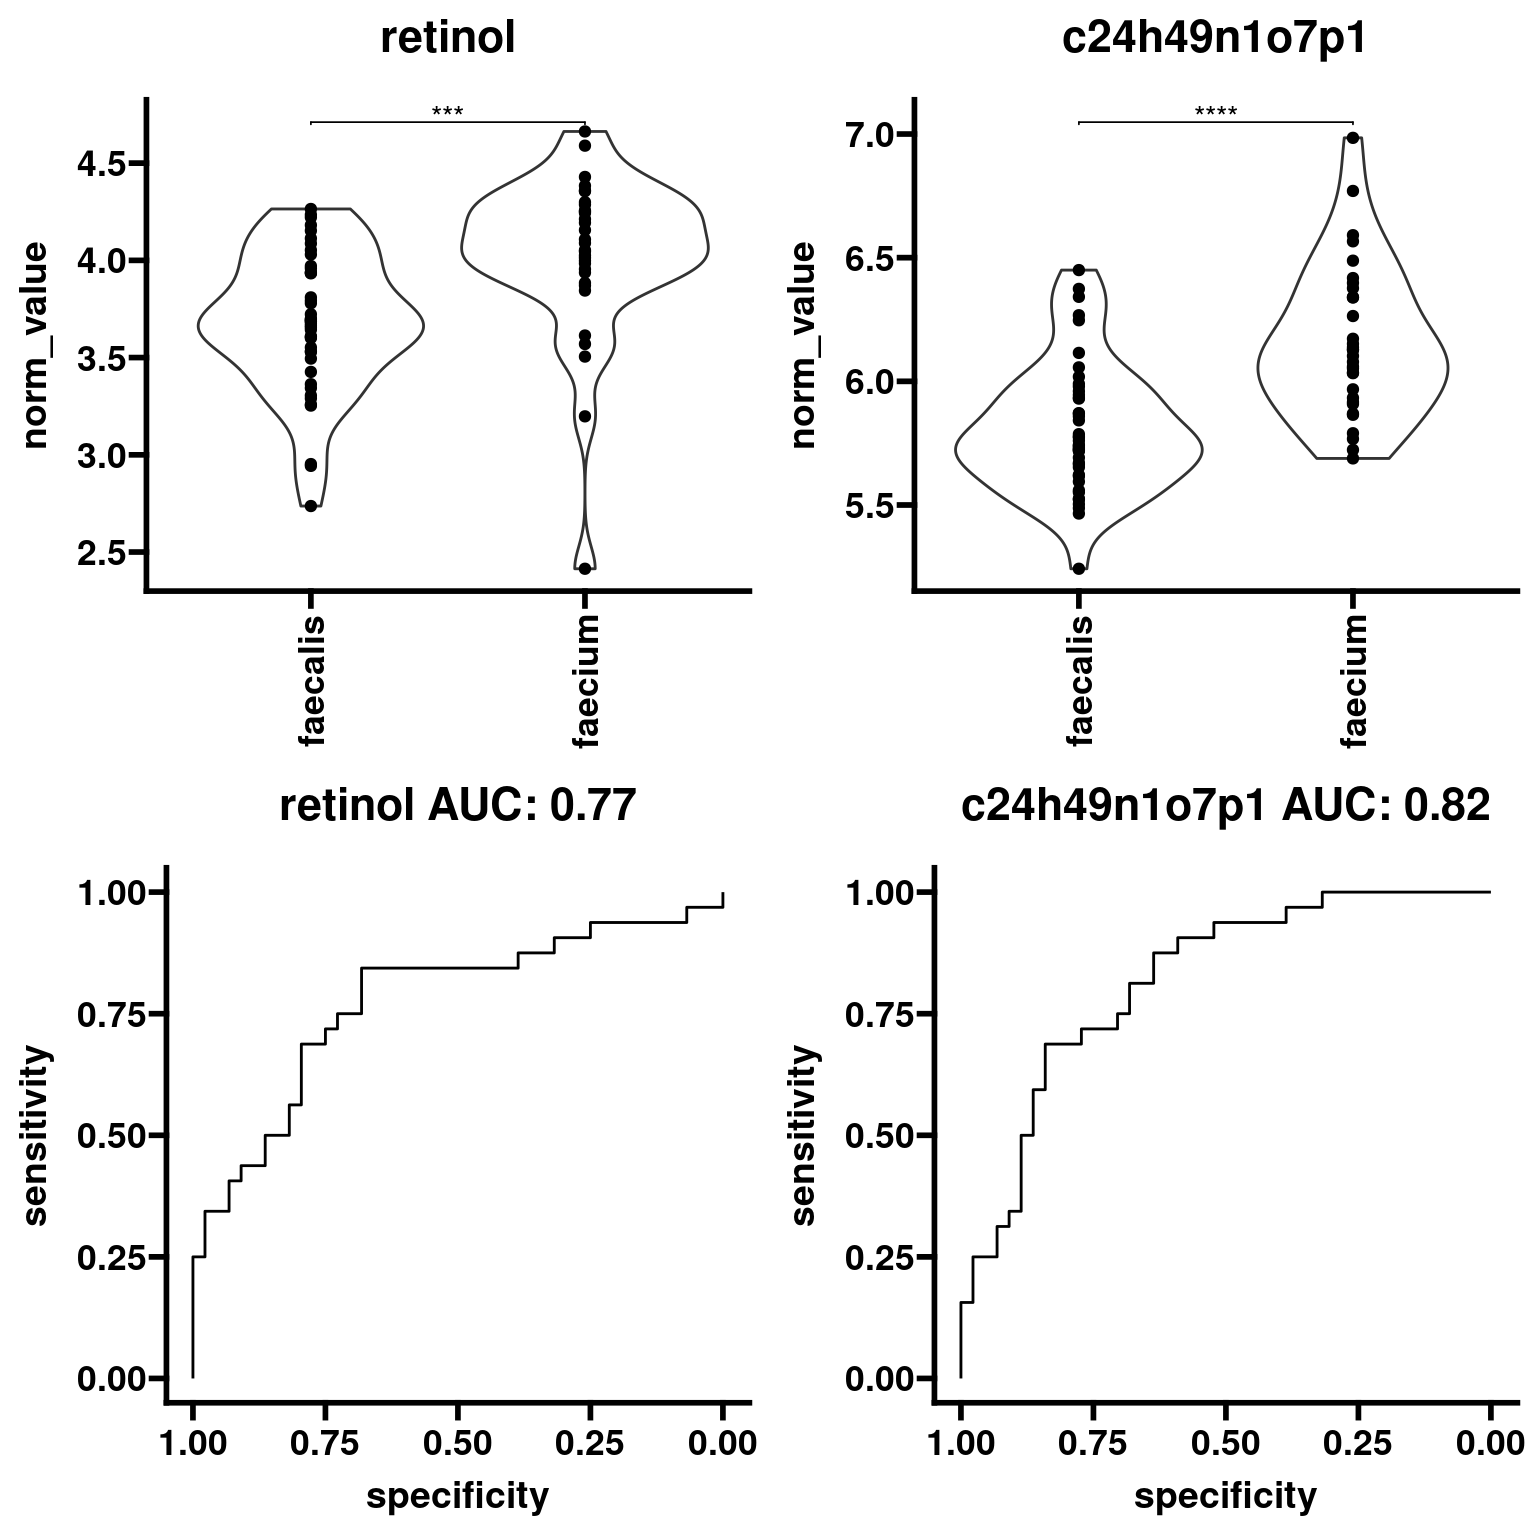 retinol
norm_value
4.5
4.0
3.5
3.0
2.5
***
faecalis
faecium
c24h49n1o7p1
norm_value
7.0
6.5
6.0
5.5
****
faecalis
faecium
retinol AUC: 0.77
sensitivity
1.00
0.75
0.50
0.25
0.00
1.00 0.75 0.50 0.25 0.00
specificity
c24h49n1o7p1 AUC: 0.82
sensitivity
1.00
0.75
0.50
0.25
0.00
1.00 0.75 0.50 0.25 0.00
specificity